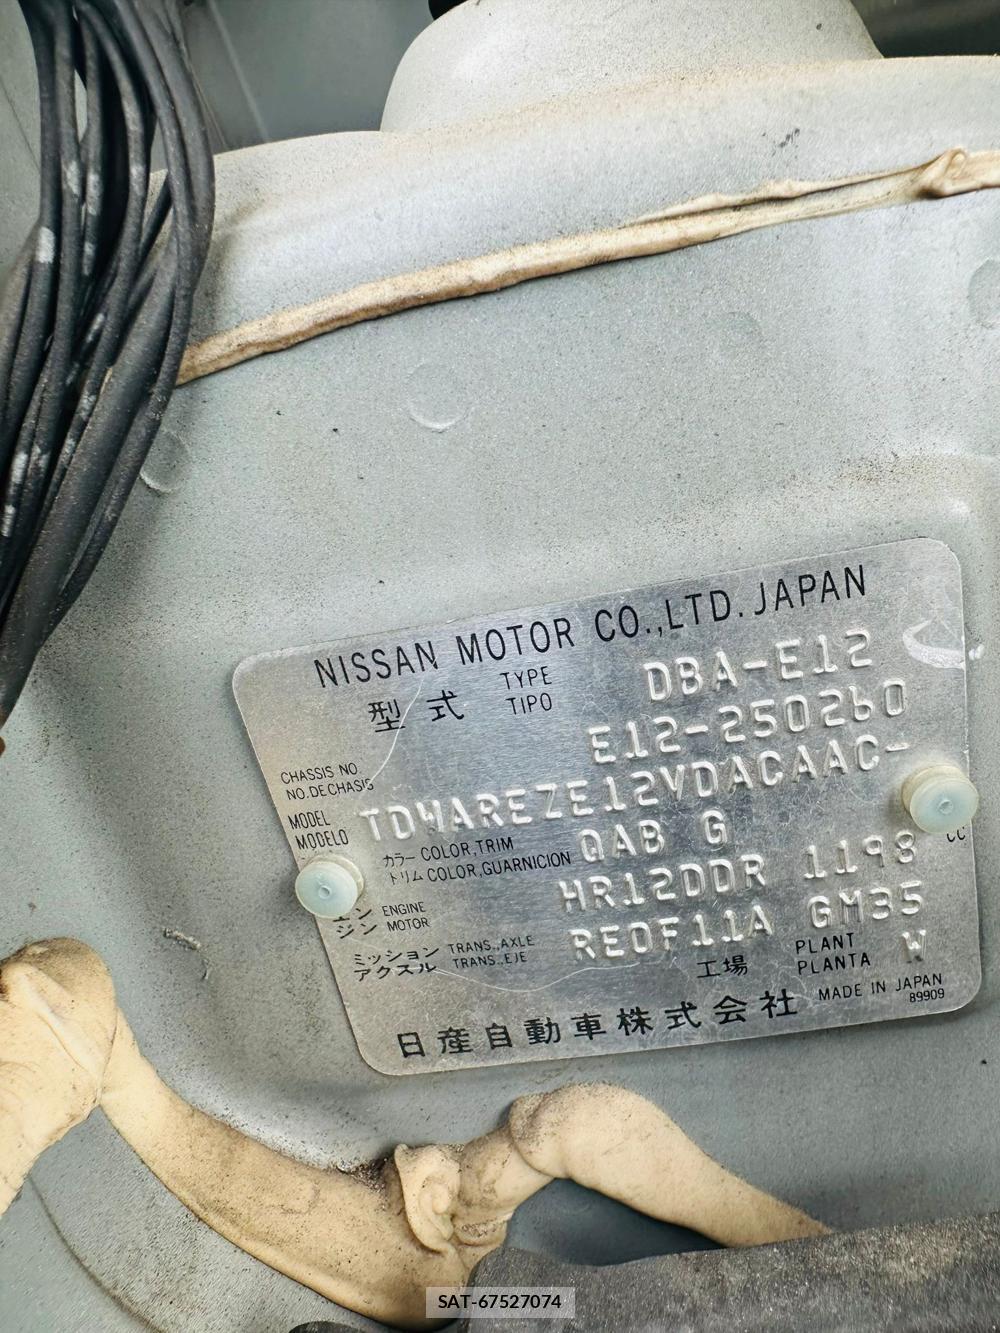 NISSAN MOTOR CO.,LTD. JAPAN
型式 TYPE TIPO DBA-E12
CHASSIS NO. NO.DE CHASIS E12-250260
MODEL MODELO TDWAREZE12VDACAAC-
カラー COLOR,TRIM トリム COLOR,GUARNICION QAB G
エン ENGINE ジン MOTOR HR12DDR 1198 CC
ミッション TRANS.,AXLE アクスル TRANS.,EJE RE0F11A GM35
工場 PLANT PLANTA W
日産自動車株式会社 MADE IN JAPAN
89909
SAT-67527074